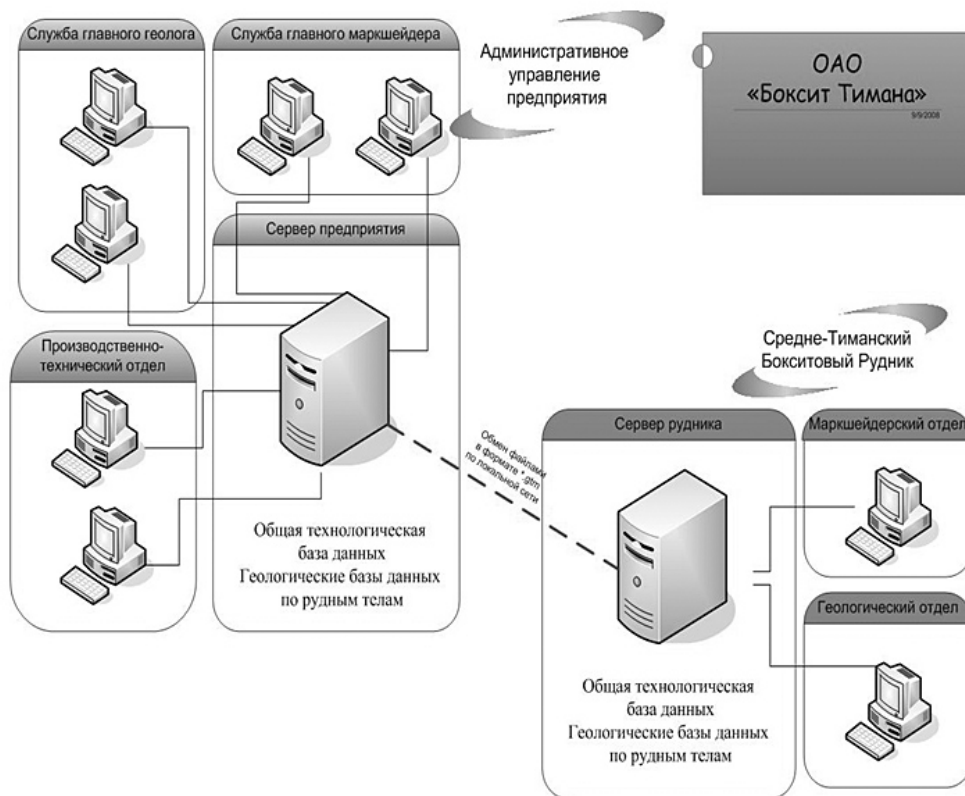 Служба главного геолога
Служба главного маркшейдера
Административное
управление
предприятия
ОАО
«Боксит Тимана»
9/9/2008
Сервер предприятия
Производственно-
технический отдел
Общая технологическая
база данных
Геологические базы данных
по рудным телам
Обмен файлами
в формате *.gtm
по локальной сети
Средне-Тиманский
Бокситовый Рудник
Сервер рудника
Маркшейдерский отдел
Геологический отдел
Общая технологическая
база данных
Геологические базы данных
по рудным телам